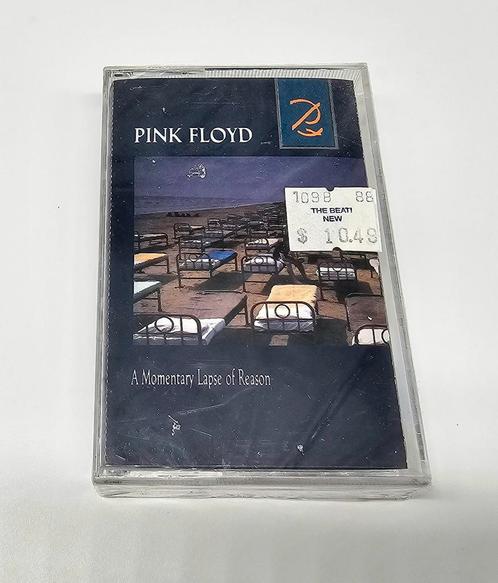 PINK FLOYD
1098 88
THE BEAT!
NEW
$ 10.49
A Momentary Lapse of Reason